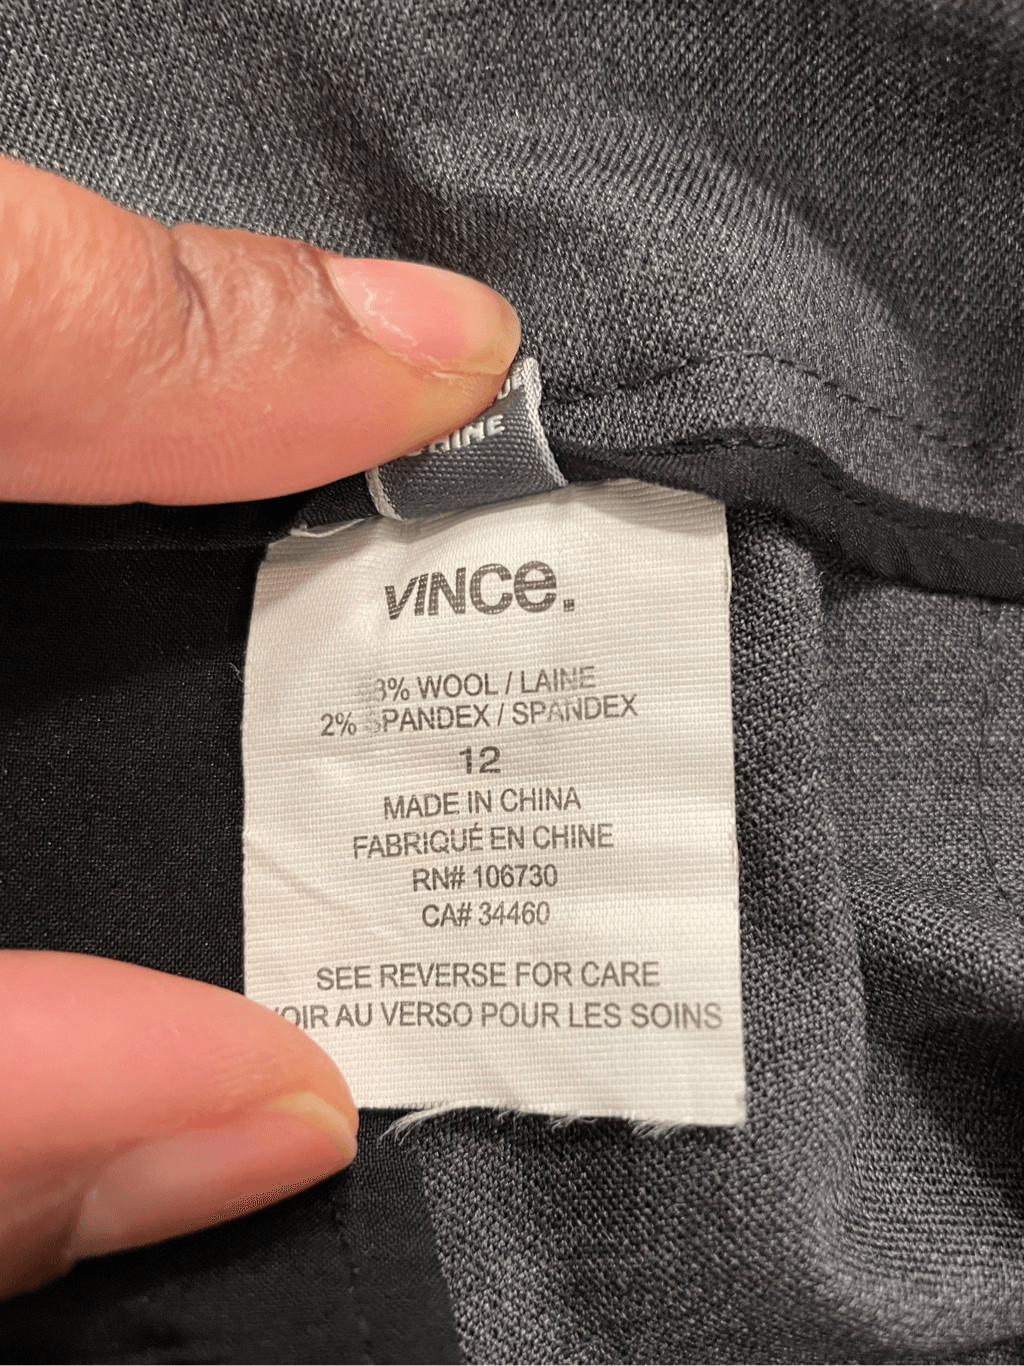 CHINE
VINCe.
% WOOL / LAINE
2% SPANDEX / SPANDEX
12
MADE IN CHINA
FABRIQUÉ EN CHINE
RN# 106730
CA# 34460
SEE REVERSE FOR CARE
AU VERSO POUR LES SOINS